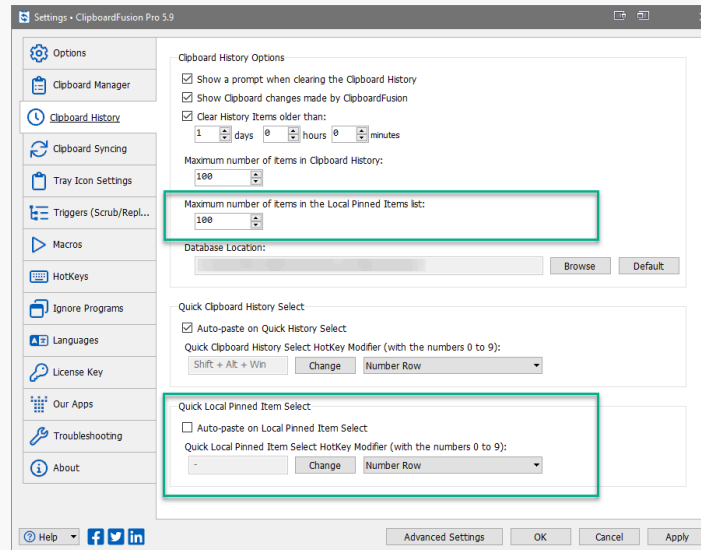 Settings • ClipboardFusion Pro 5.9
Options
Clipboard Manager
Clipboard History
Clipboard Syncing
Tray Icon Settings
Triggers (Scrub/Repl...
Macros
HotKeys
Ignore Programs
Languages
License Key
Our Apps
Troubleshooting
About
Clipboard History Options
Show a prompt when clearing the Clipboard History
Show Clipboard changes made by ClipboardFusion
Clear History Items older than:
1 days 0 hours 0 minutes
Maximum number of items in Clipboard History:
100
Maximum number of items in the Local Pinned Items list:
100
Database Location:
Browse Default
Quick Clipboard History Select
Auto-paste on Quick History Select
Quick Clipboard History Select HotKey Modifier (with the numbers 0 to 9):
Shift + Alt + Win Change Number Row
Quick Local Pinned Item Select
Auto-paste on Local Pinned Item Select
Quick Local Pinned Item Select HotKey Modifier (with the numbers 0 to 9):
- Change Number Row
Help Advanced Settings OK Cancel Apply